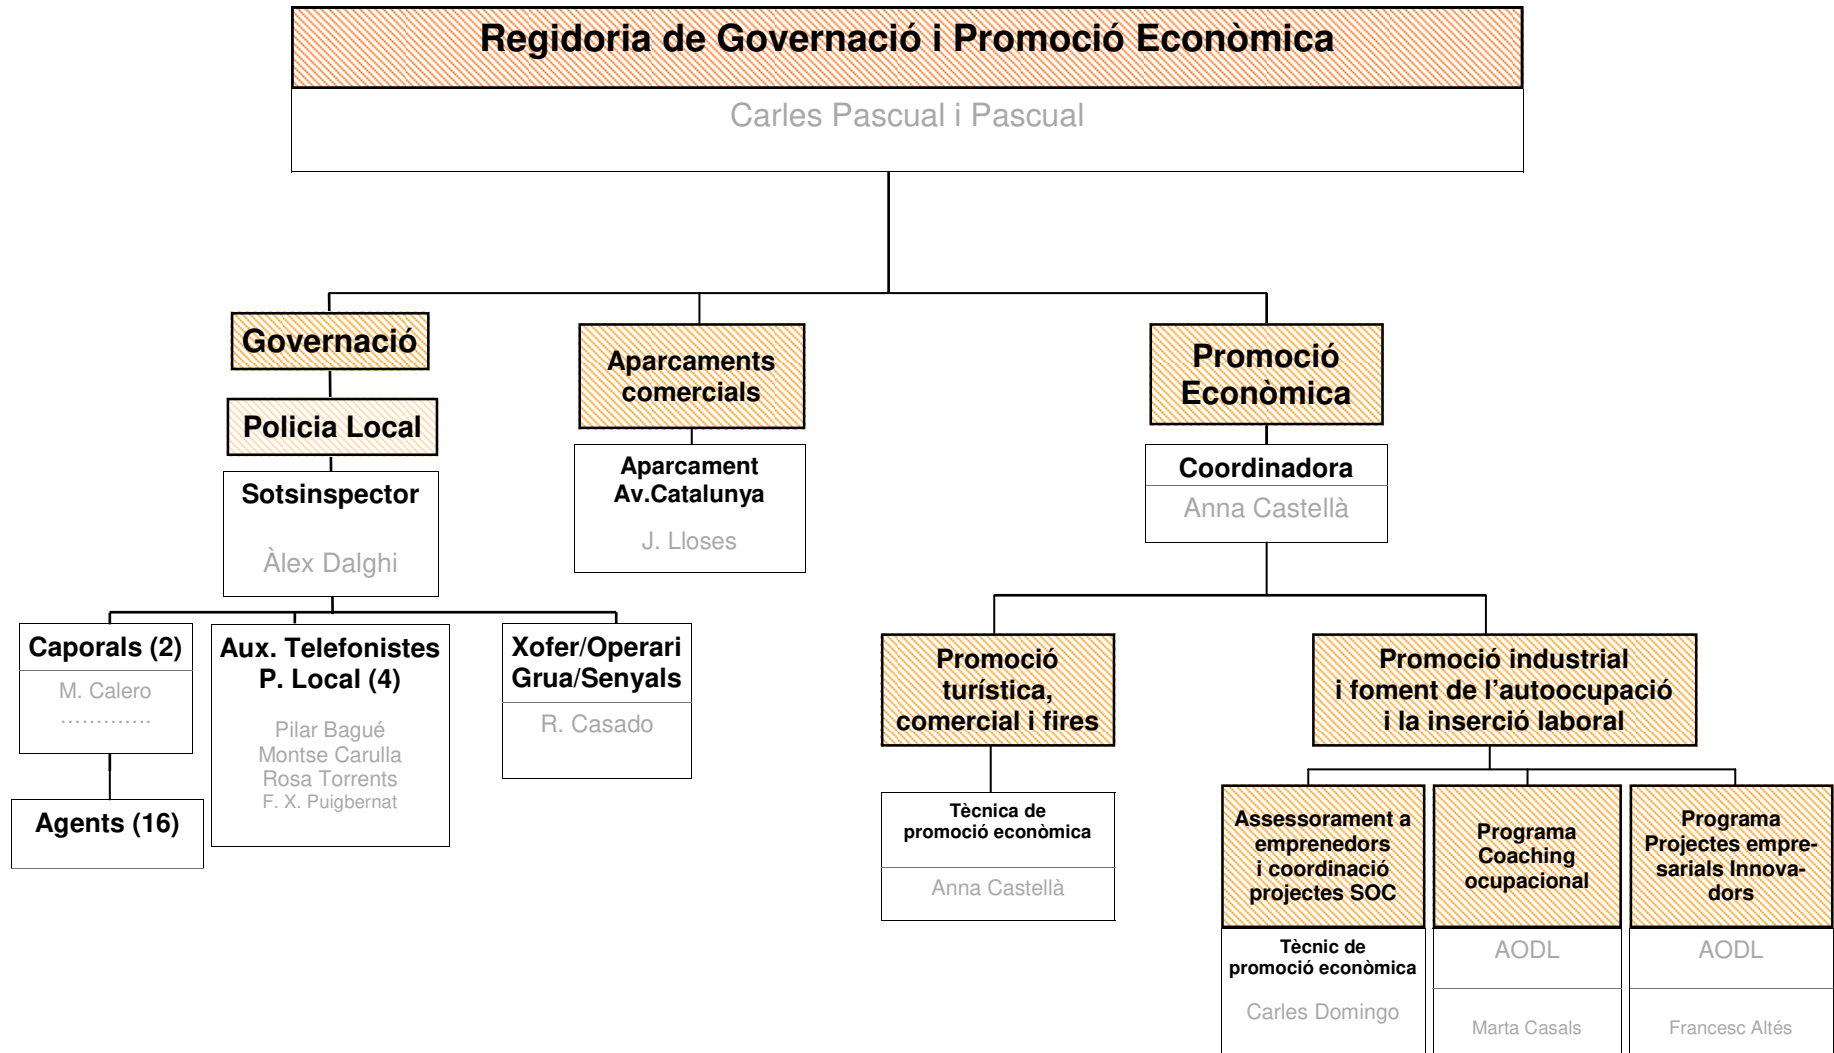 Regidoria de Governació i Promoció Econòmica
Carles Pascual i Pascual
Governació
Policia Local
Sotsinspector
Àlex Dalghi
Caporals (2)
M. Calero
.............
Agents (16)
Aux. Telefonistes
P. Local (4)
Pilar Bagué
Montse Carulla
Rosa Torrents
F. X. Puigbernat
Xofer/Operari
Grua/Senyals
R. Casado
Aparcaments
comercials
Aparcament
Av.Catalunya
J. Lloses
Promoció
Econòmica
Coordinadora
Anna Castellà
Promoció
turística,
comercial i fires
Tècnica de
promoció econòmica
Anna Castellà
Promoció industrial
i foment de l’autoocupació
i la inserció laboral
Assessorament a
emprenedors
i coordinació
projectes SOC
Tècnic de
promoció econòmica
Carles Domingo
Programa
Coaching
ocupacional
AODL
Marta Casals
Programa
Projectes empre-
sarials Innova-
dors
AODL
Francesc Altés